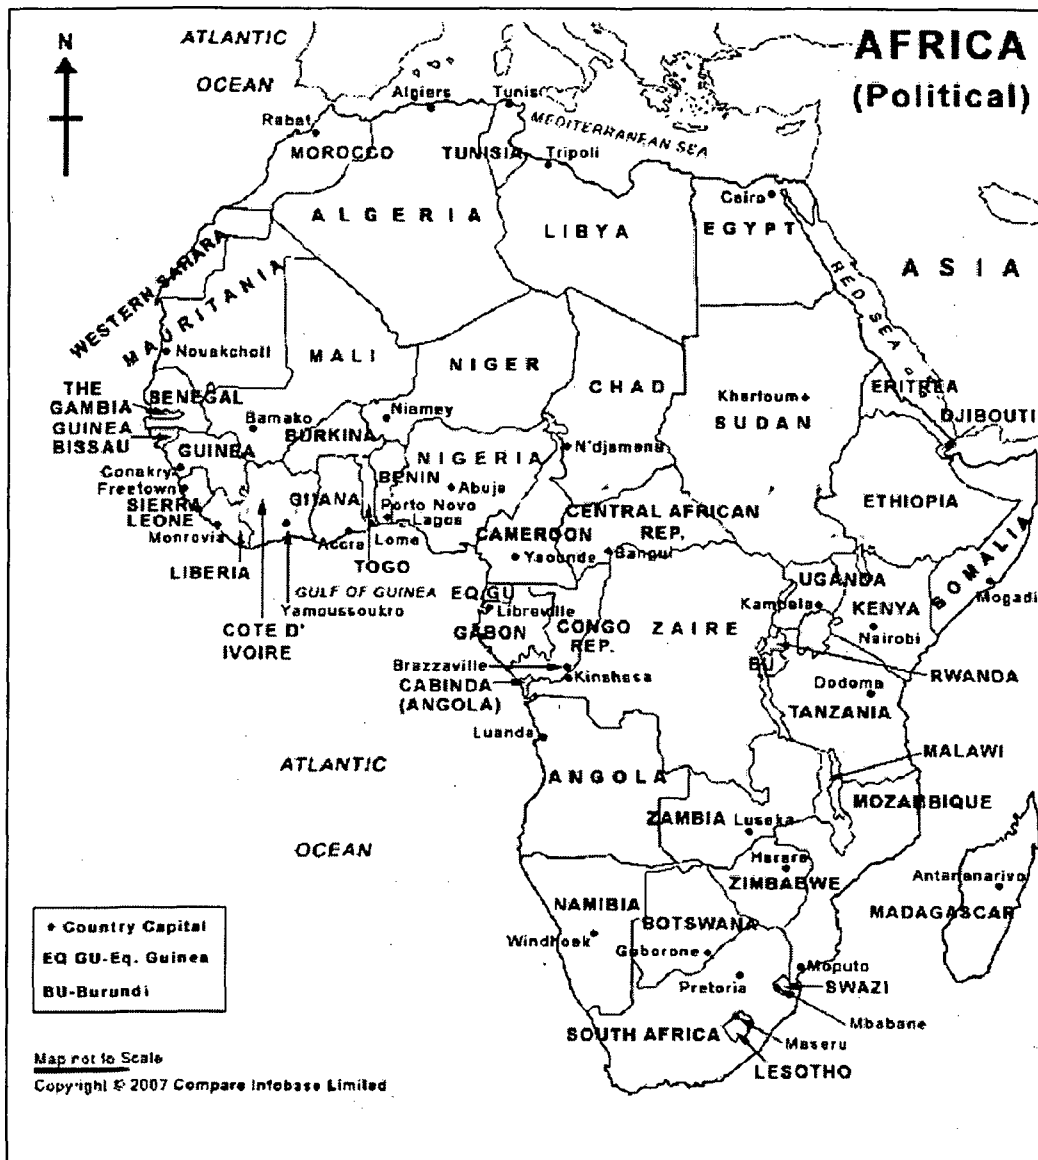 N
ATLANTIC
OCEAN
AFRICA
(Political)
Algiers
Tunis
Rabat
MEDITERRANEAN SEA
MOROCCO
TUNISIA
Tripoli
Cairo
ALGERIA
LIBYA
EGYPT
ASIA
RED SEA
WESTERN SAHARA
MAURITANIA
Nouakchott
MALI
NIGER
CHAD
Khartoum
SUDAN
ERITREA
DJIBOUTI
THE
GAMBIA
SENEGAL
GUINEA
BISSAU
Bamako
BURKINA
Niamey
N'djamena
GUINEA
NIGERIA
Conakry
Freetown
SIERRA
LEONE
Monrovia
GHANA
BENIN
Abuja
Porto Novo
Lagos
Accra
Lome
TOGO
LIBERIA
CAMEROON
CENTRAL AFRICAN
REP.
ETHIOPIA
SOMALIA
Yaounde
Bangui
GULF OF GUINEA
Yamoussoukro
EQ GU
UGANDA
Kampala
KENYA
Mogadi
Nairobi
COTE D'
IVOIRE
Libreville
GABON
CONGO
REP.
ZAIRE
Brazzaville
Kinshasa
CABINDA
(ANGOLA)
BU
RWANDA
Dodoma
TANZANIA
Luanda
MALAWI
ATLANTIC
OCEAN
ANGOLA
MOZABBIQUE
ZAMBIA
Lusaka
Harare
ZIMBABWE
Antananarivo
MADAGASCAR
NAMIBIA
BOTSWANA
Windhoek
Gaborone
Moputo
Pretoria
SWAZI
Mbabane
SOUTH AFRICA
Maseru
LESOTHO
Country Capital
EQ GU-Eq. Guinea
BU-Burundi
Map not to Scale
Copyright © 2007 Compare Infobase Limited